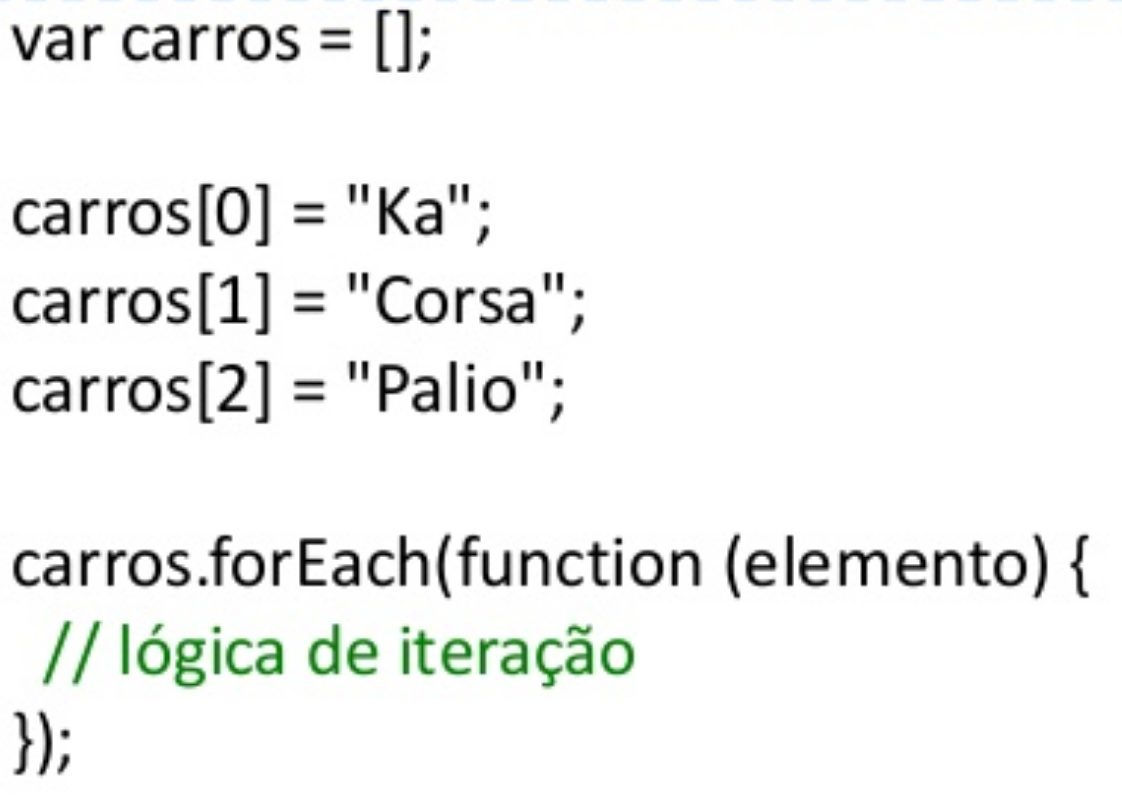 var carros = [];
carros[0] = "Ka";
carros[1] = "Corsa";
carros[2] = "Palio";
carros.forEach(function (elemento) {
// lógica de iteração
});